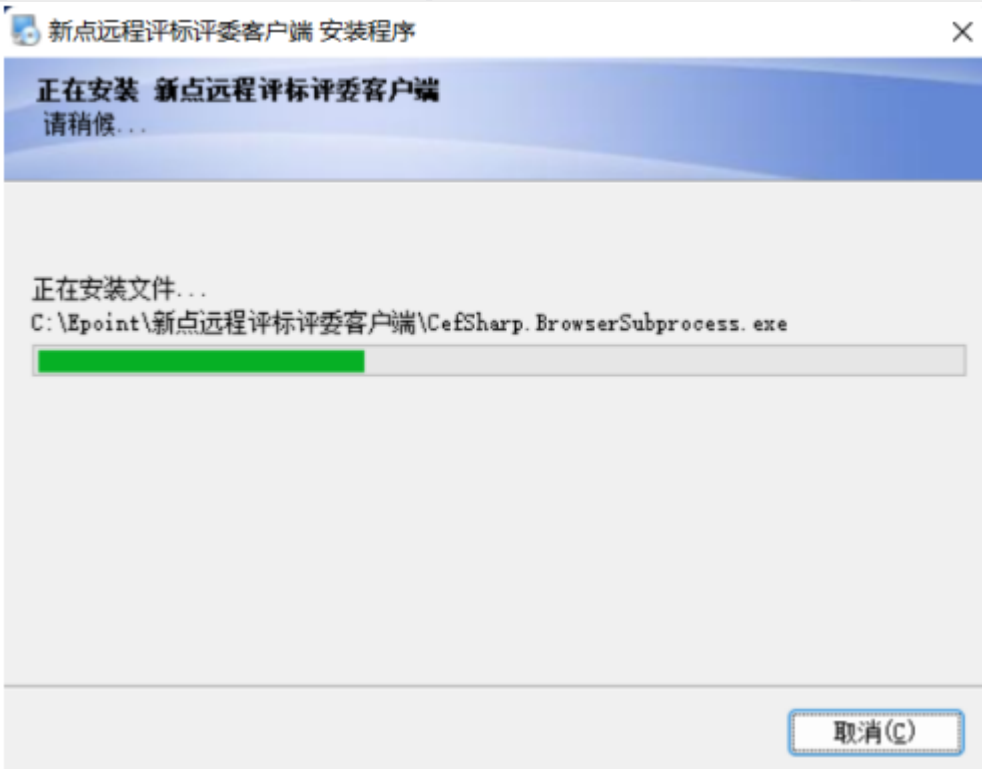 新点远程评标评委客户端 安装程序
正在安装 新点远程评标评委客户端
请稍候...
正在安装文件...
C:\Epoint\新点远程评标评委客户端\CefSharp.BrowserSubprocess.exe
取消(C)